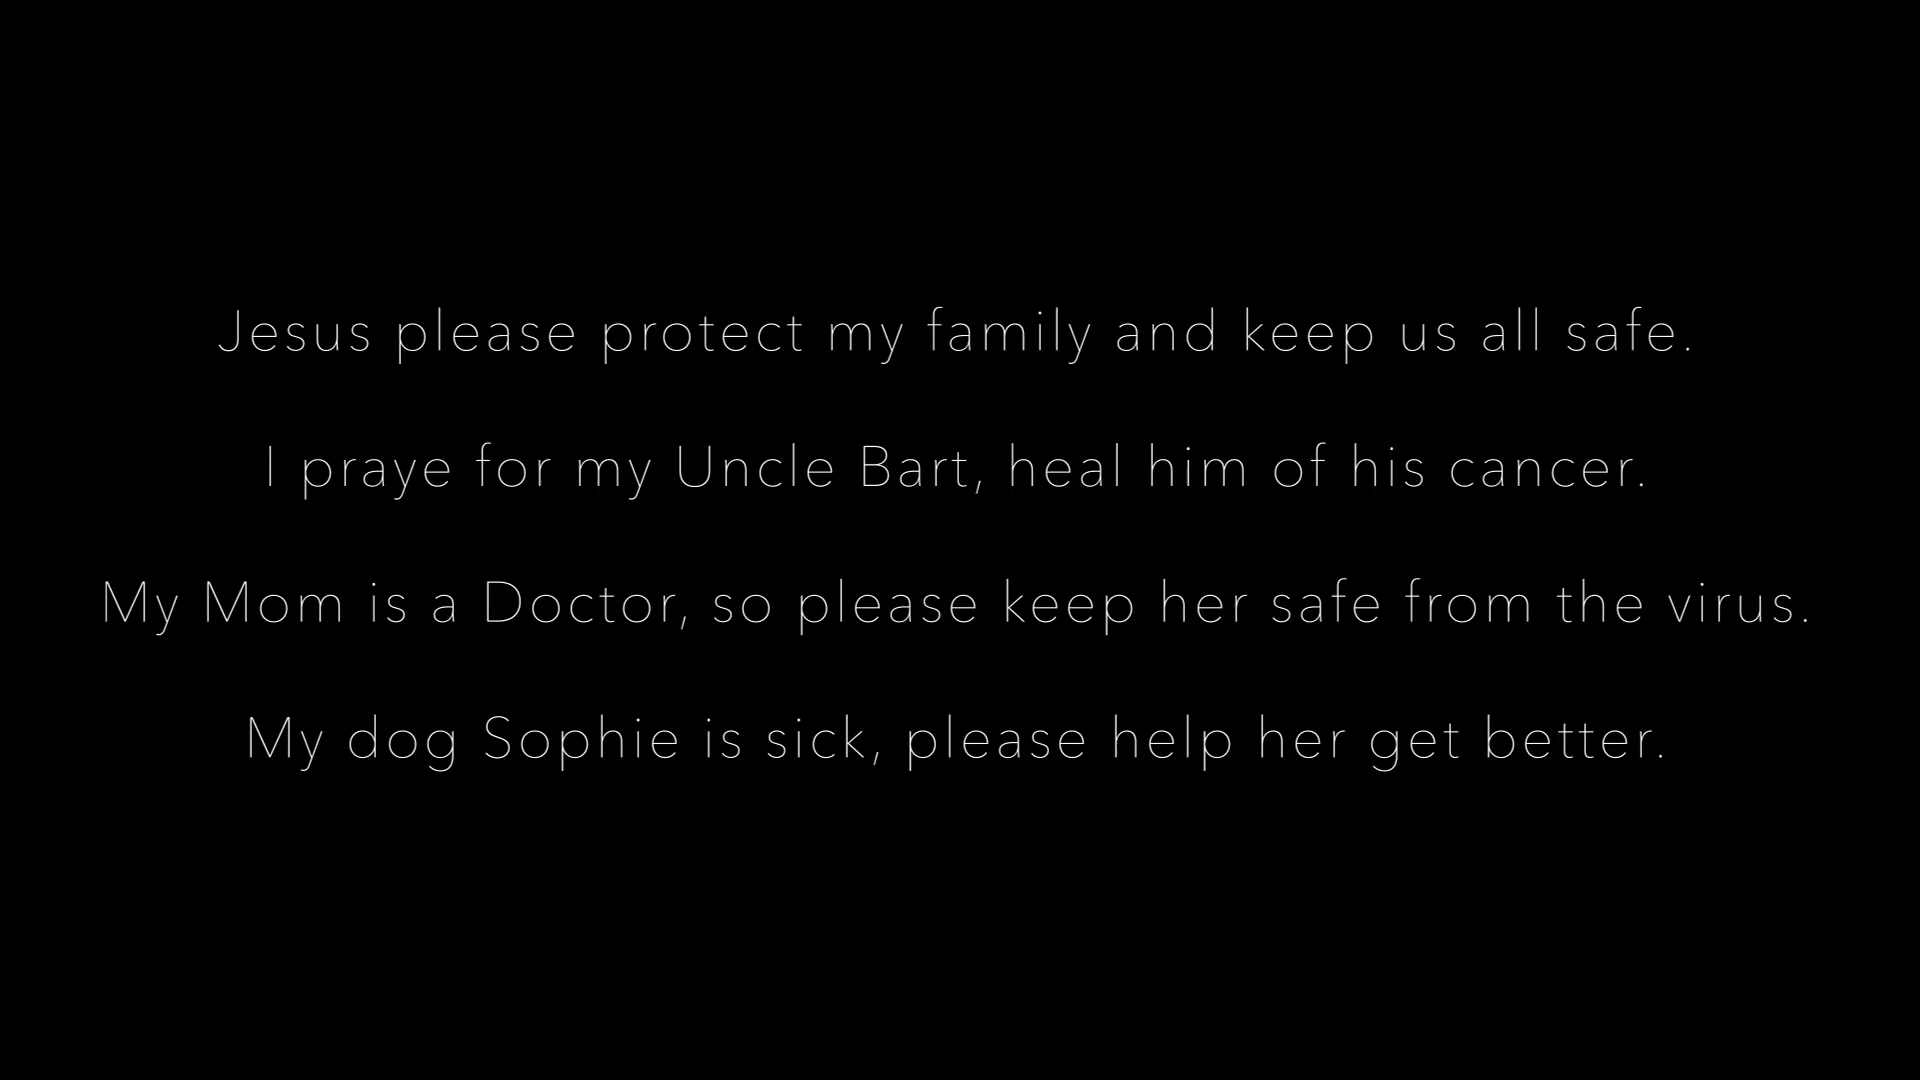 Jesus please protect my family and keep us all safe.
I praye for my Uncle Bart, heal him of his cancer.
My Mom is a Doctor, so please keep her safe from the virus.
My dog Sophie is sick, please help her get better.